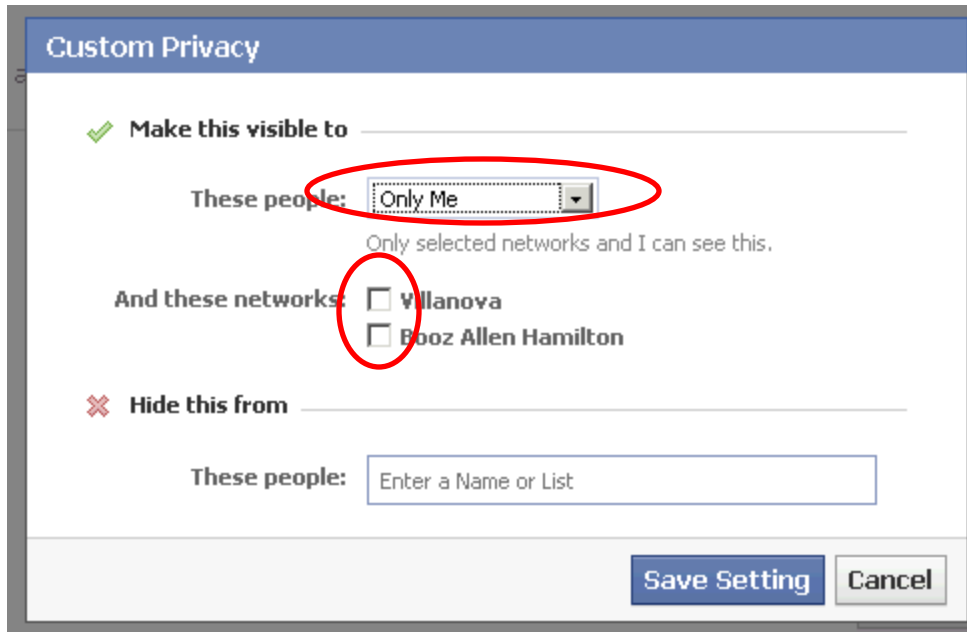 Custom Privacy
a
Make this visible to
These people: Only Me
Only selected networks and I can see this.
And these networks: Villanova
Booz Allen Hamilton
Hide this from
These people: Enter a Name or List
Save Setting Cancel